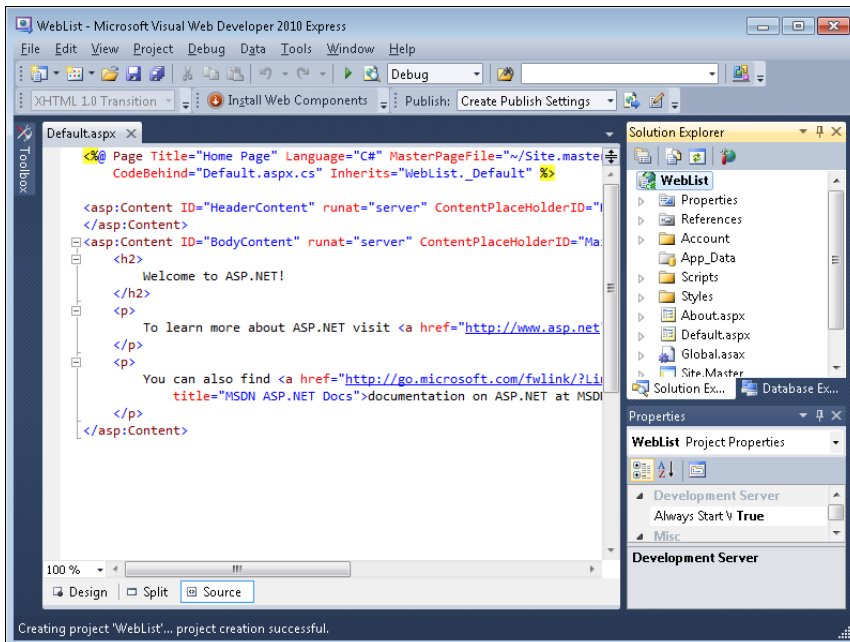 WebList - Microsoft Visual Web Developer 2010 Express
File Edit View Project Debug Data Tools Window Help
Debug
XHTML 1.0 Transition Install Web Components Publish: Create Publish Settings
Toolbox
Default.aspx
<%@ Page Title="Home Page" Language="C#" MasterPageFile="~/Site.master
CodeBehind="Default.aspx.cs" Inherits="WebList._Default" %>
<asp:Content ID="HeaderContent" runat="server" ContentPlaceHolderID="
</asp:Content>
<asp:Content ID="BodyContent" runat="server" ContentPlaceHolderID="Ma
<h2>
Welcome to ASP.NET!
</h2>
<p>
To learn more about ASP.NET visit <a href="http://www.asp.net
</p>
<p>
You can also find <a href="http://go.microsoft.com/fwlink/?Li
title="MSDN ASP.NET Docs">documentation on ASP.NET at MSD
</p>
</asp:Content>
100 %
Design Split Source
Solution Explorer
WebList
Properties
References
Account
App_Data
Scripts
Styles
About.aspx
Default.aspx
Global.asax
Site.Master
Solution Ex... Database Ex...
Properties
WebList Project Properties
Development Server
Always Start True
Misc
Development Server
Creating project 'WebList'... project creation successful.